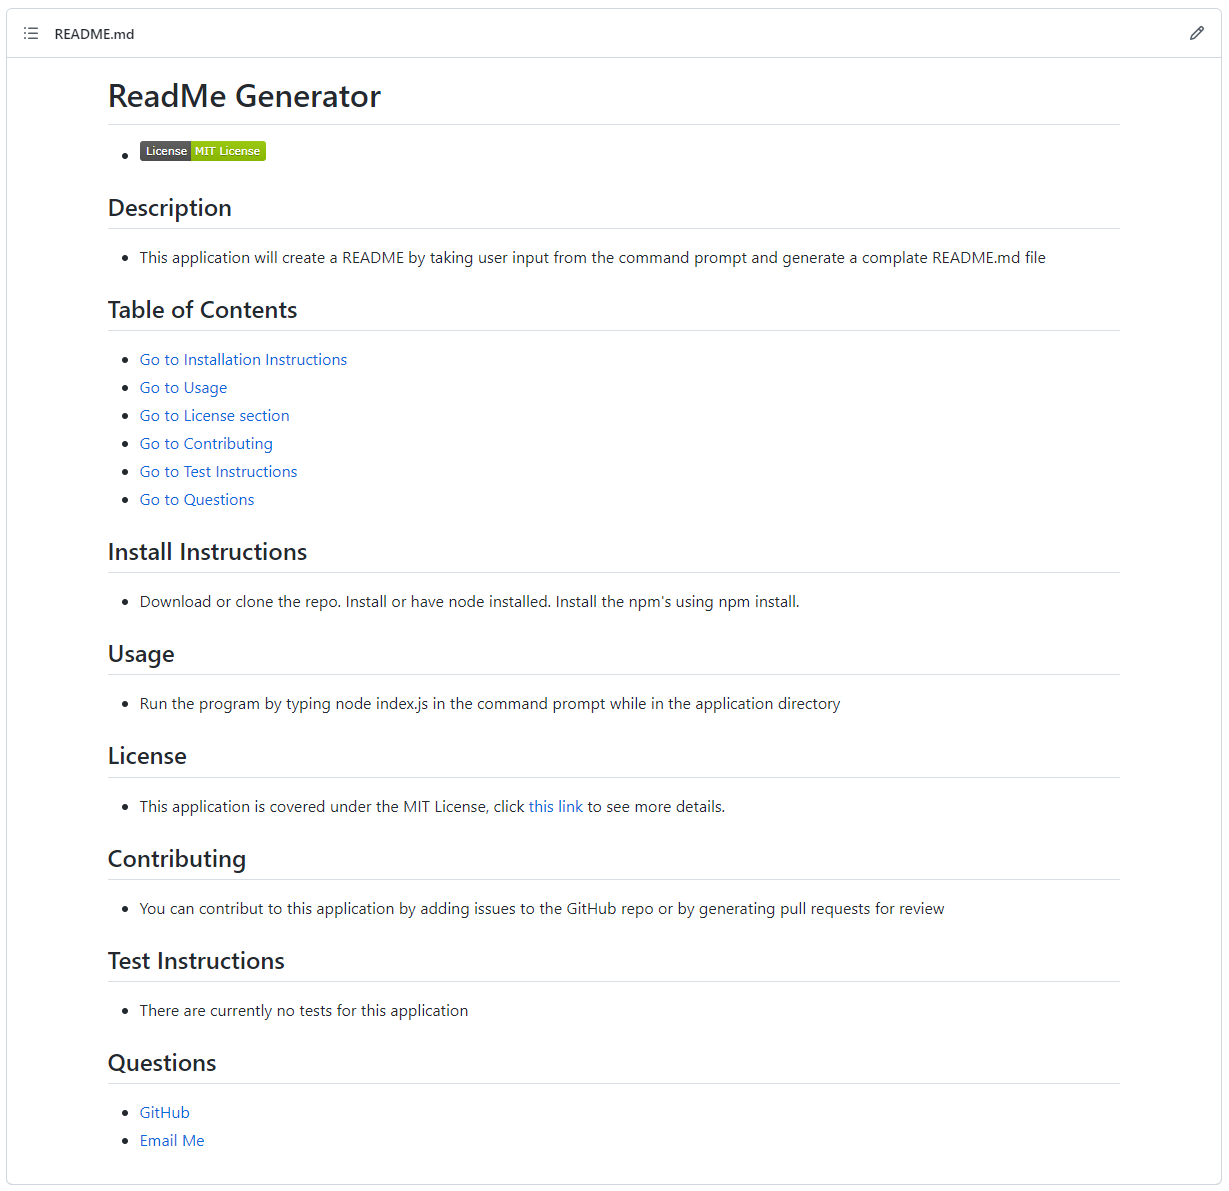 README.md
ReadMe Generator
License MIT License
Description
This application will create a README by taking user input from the command prompt and generate a complate README.md file
Table of Contents
Go to Installation Instructions
Go to Usage
Go to License section
Go to Contributing
Go to Test Instructions
Go to Questions
Install Instructions
Download or clone the repo. Install or have node installed. Install the npm's using npm install.
Usage
Run the program by typing node index.js in the command prompt while in the application directory
License
This application is covered under the MIT License, click this link to see more details.
Contributing
You can contribut to this application by adding issues to the GitHub repo or by generating pull requests for review
Test Instructions
There are currently no tests for this application
Questions
GitHub
Email Me